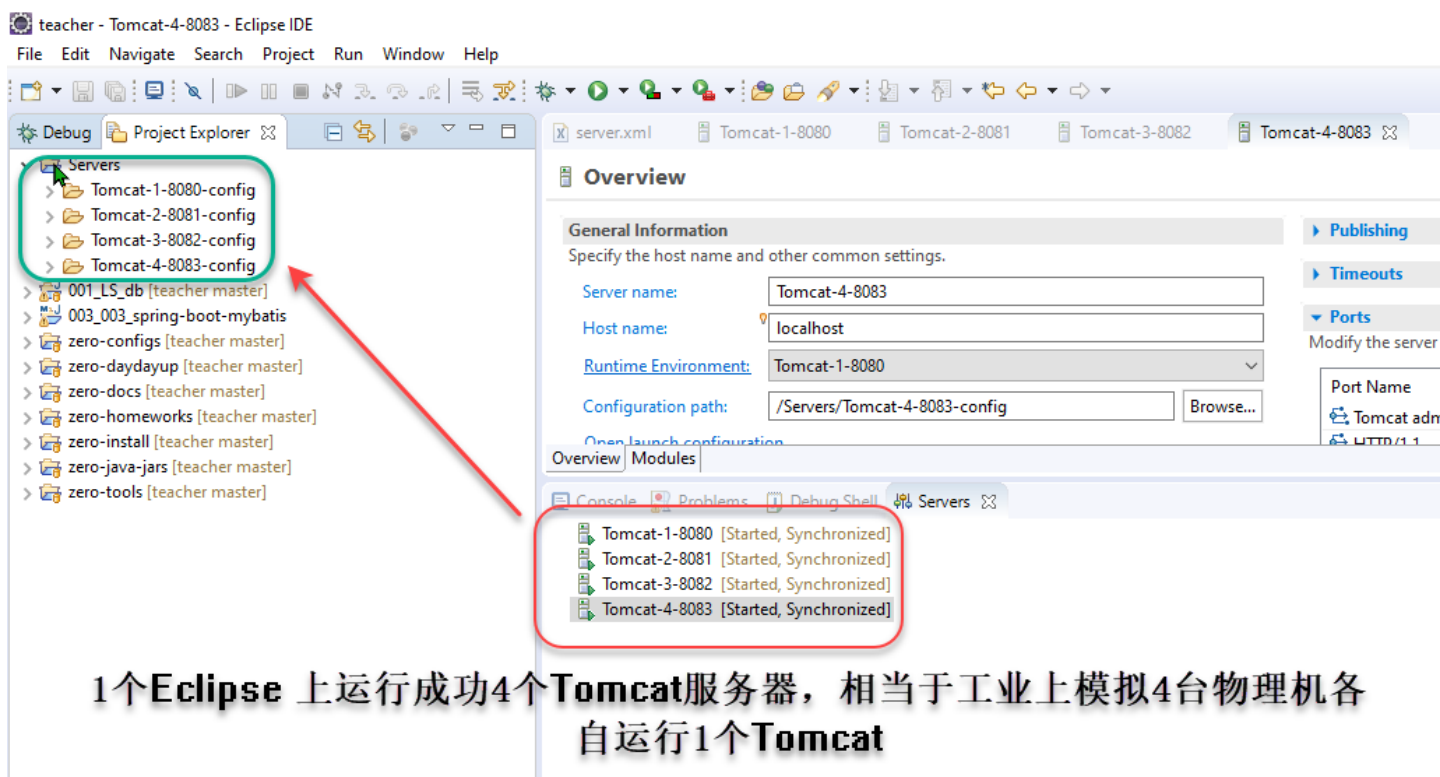 teacher - Tomcat-4-8083 - Eclipse IDE
File Edit Navigate Search Project Run Window Help
Debug Project Explorer
server.xml Tomcat-1-8080 Tomcat-2-8081 Tomcat-3-8082 Tomcat-4-8083
Servers
Tomcat-1-8080-config
Tomcat-2-8081-config
Tomcat-3-8082-config
Tomcat-4-8083-config
001_LS_db [teacher master]
003_003_spring-boot-mybatis
zero-configs [teacher master]
zero-daydayup [teacher master]
zero-docs [teacher master]
zero-homeworks [teacher master]
zero-install [teacher master]
zero-java-jars [teacher master]
zero-tools [teacher master]
Overview
General Information
Specify the host name and other common settings.
Server name: Tomcat-4-8083
Host name: localhost
Runtime Environment: Tomcat-1-8080
Configuration path: /Servers/Tomcat-4-8083-config Browse...
Open launch configuration
Publishing
Timeouts
Ports
Modify the server
Port Name
Tomcat adm
HTTP/1.1
Overview Modules
Console Problems Debug Shell Servers
Tomcat-1-8080 [Started, Synchronized]
Tomcat-2-8081 [Started, Synchronized]
Tomcat-3-8082 [Started, Synchronized]
Tomcat-4-8083 [Started, Synchronized]
1个Eclipse 上运行成功4个Tomcat服务器，相当于工业上模拟4台物理机各
自运行1个Tomcat